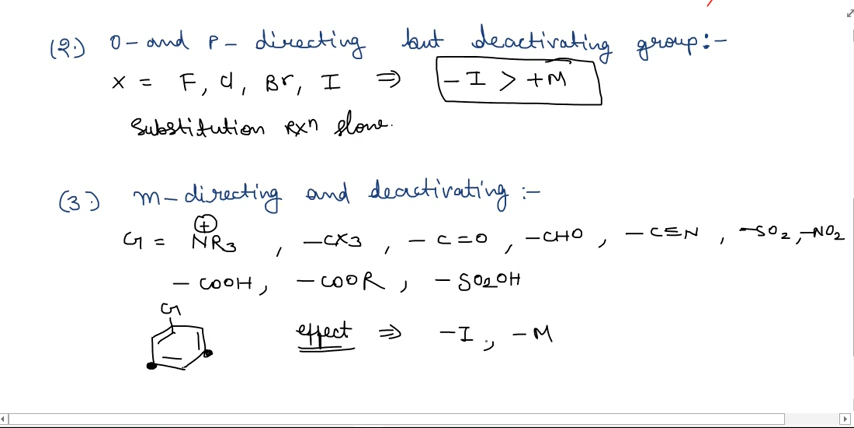 (2.) O-and P- directing but deactivating group:-
X = F, Cl, Br, I ⇒ -I > +M
Substitution Rxn slow.
(3.) m-directing and deactivating :-
G = ⊕NR3, -CX3, -C=O, -CHO, -C≡N, -SO2, -NO2
-COOH, -COOR, -SO2OH
G
effect ⇒ -I, -M